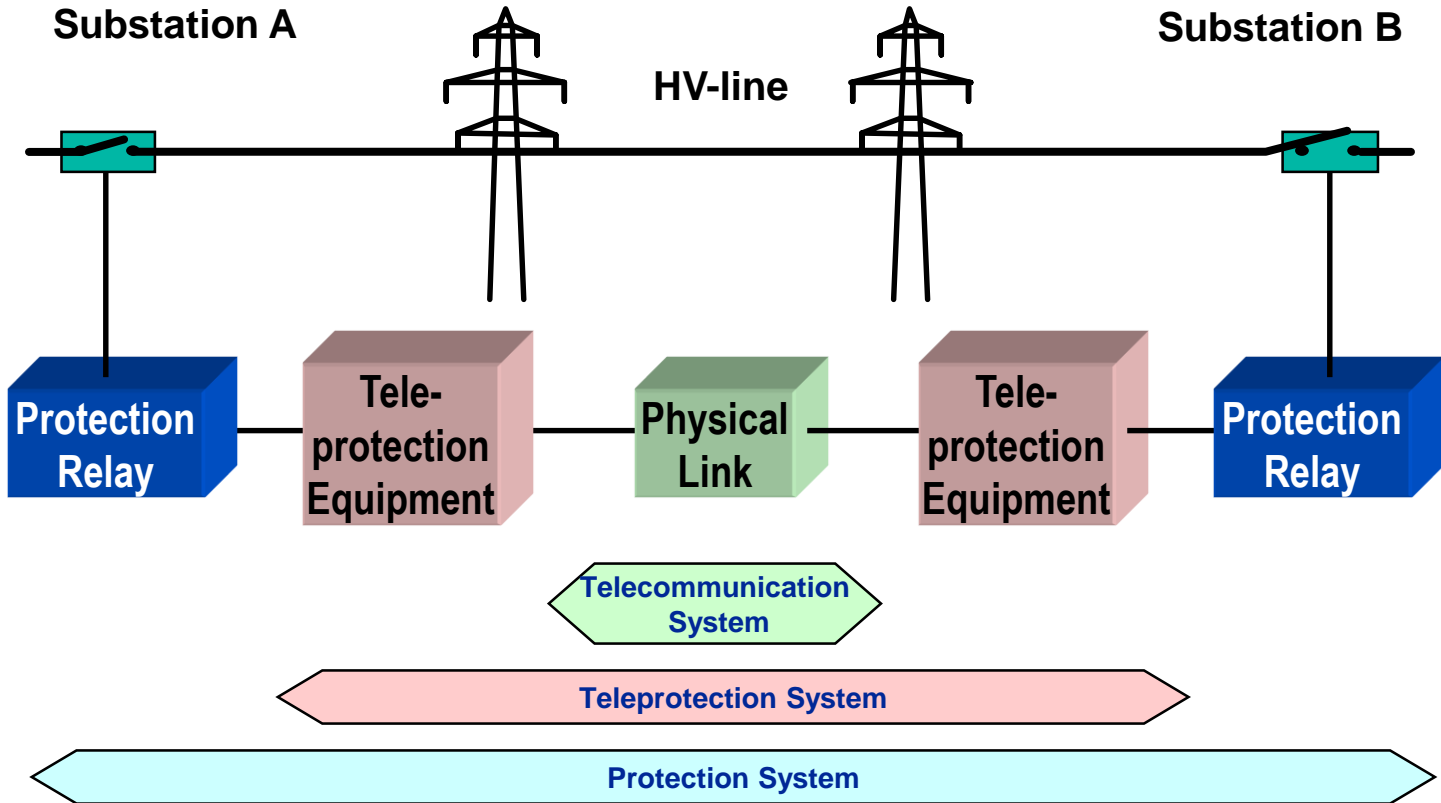 Substation A
Substation B
HV-line
Protection
Relay
Tele-
protection
Equipment
Physical
Link
Tele-
protection
Equipment
Protection
Relay
Telecommunication
System
Teleprotection System
Protection System